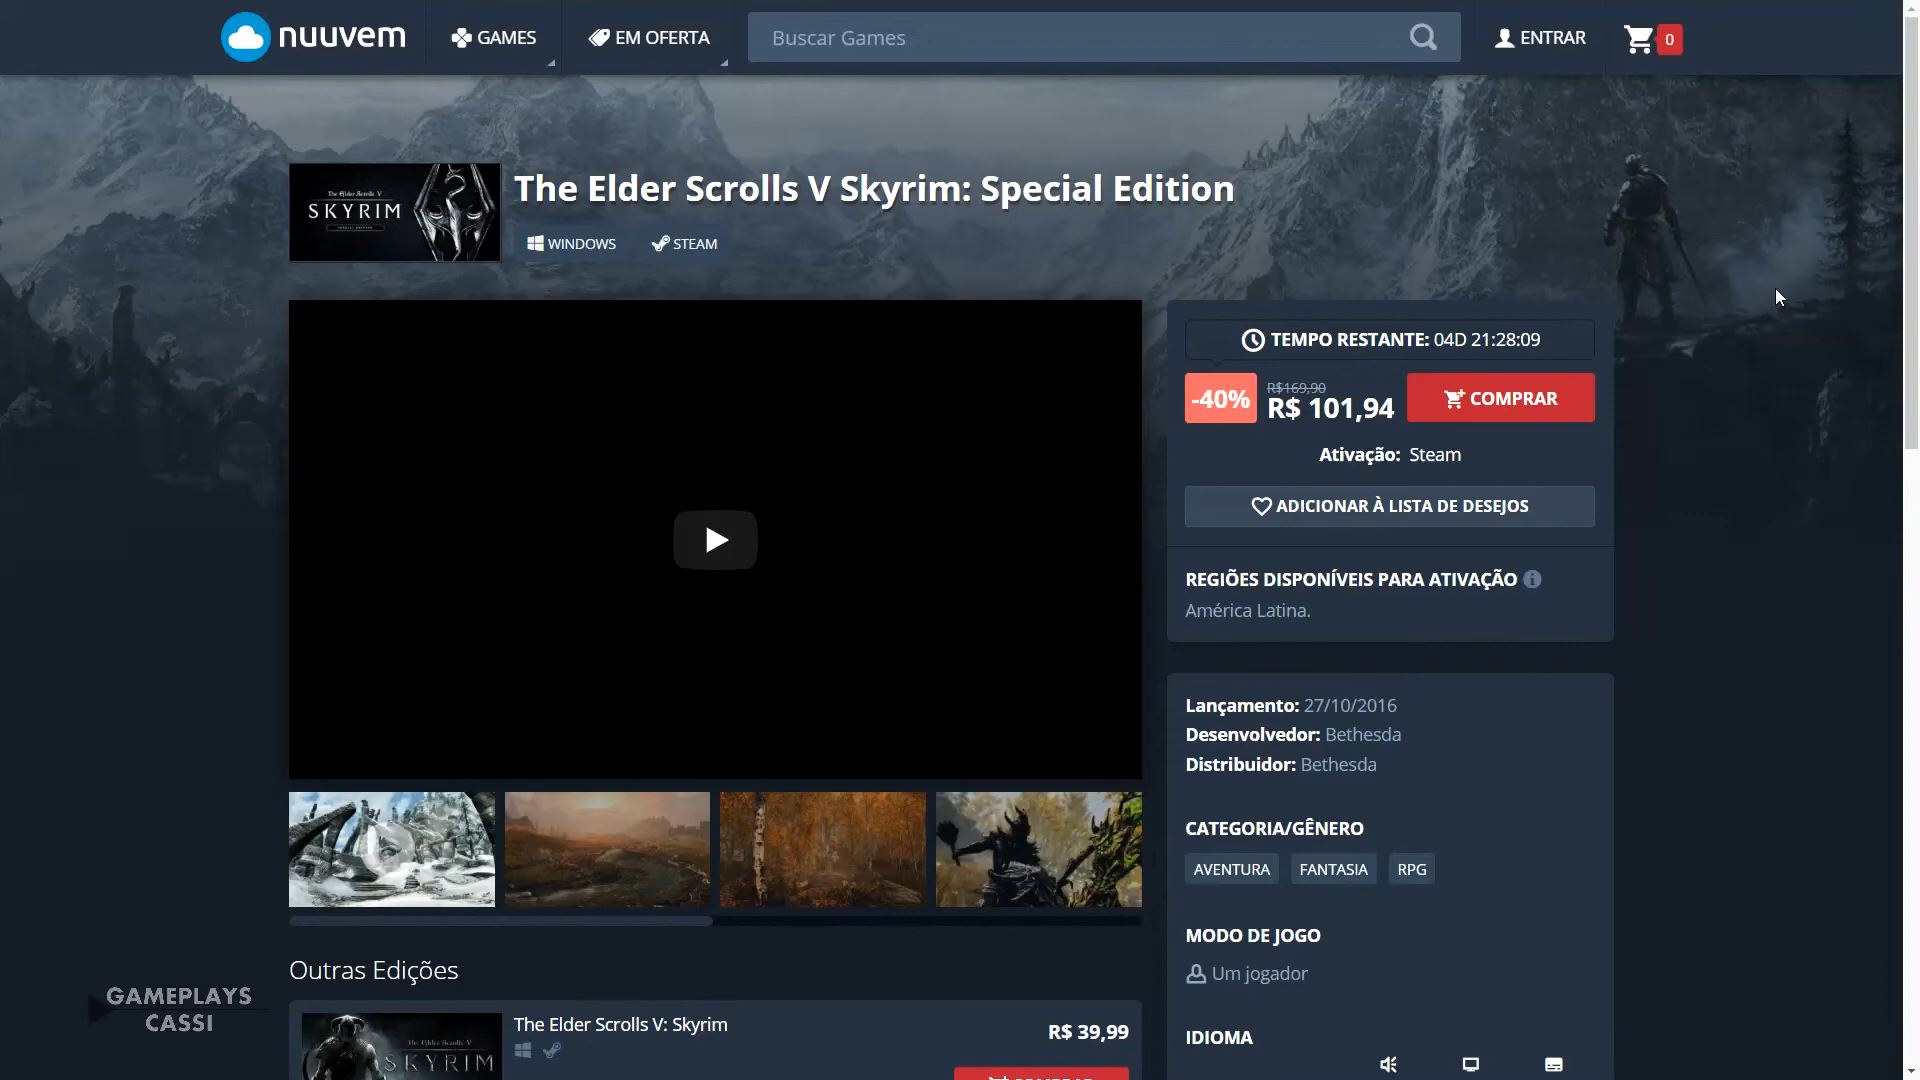 nuuvem
GAMES
EM OFERTA
Buscar Games
ENTRAR
0
The Elder Scrolls V
SKYRIM
SPECIAL EDITION
The Elder Scrolls V Skyrim: Special Edition
WINDOWS
STEAM
TEMPO RESTANTE: 04D 21:28:09
-40%
R$169,90
R$ 101,94
COMPRAR
Ativação: Steam
ADICIONAR À LISTA DE DESEJOS
REGIÕES DISPONÍVEIS PARA ATIVAÇÃO
América Latina.
Lançamento: 27/10/2016
Desenvolvedor: Bethesda
Distribuidor: Bethesda
CATEGORIA/GÊNERO
AVENTURA
FANTASIA
RPG
MODO DE JOGO
Um jogador
IDIOMA
Outras Edições
The Elder Scrolls V
SKYRIM
The Elder Scrolls V: Skyrim
R$ 39,99
COMPRAR
GAMEPLAYS
CASSI